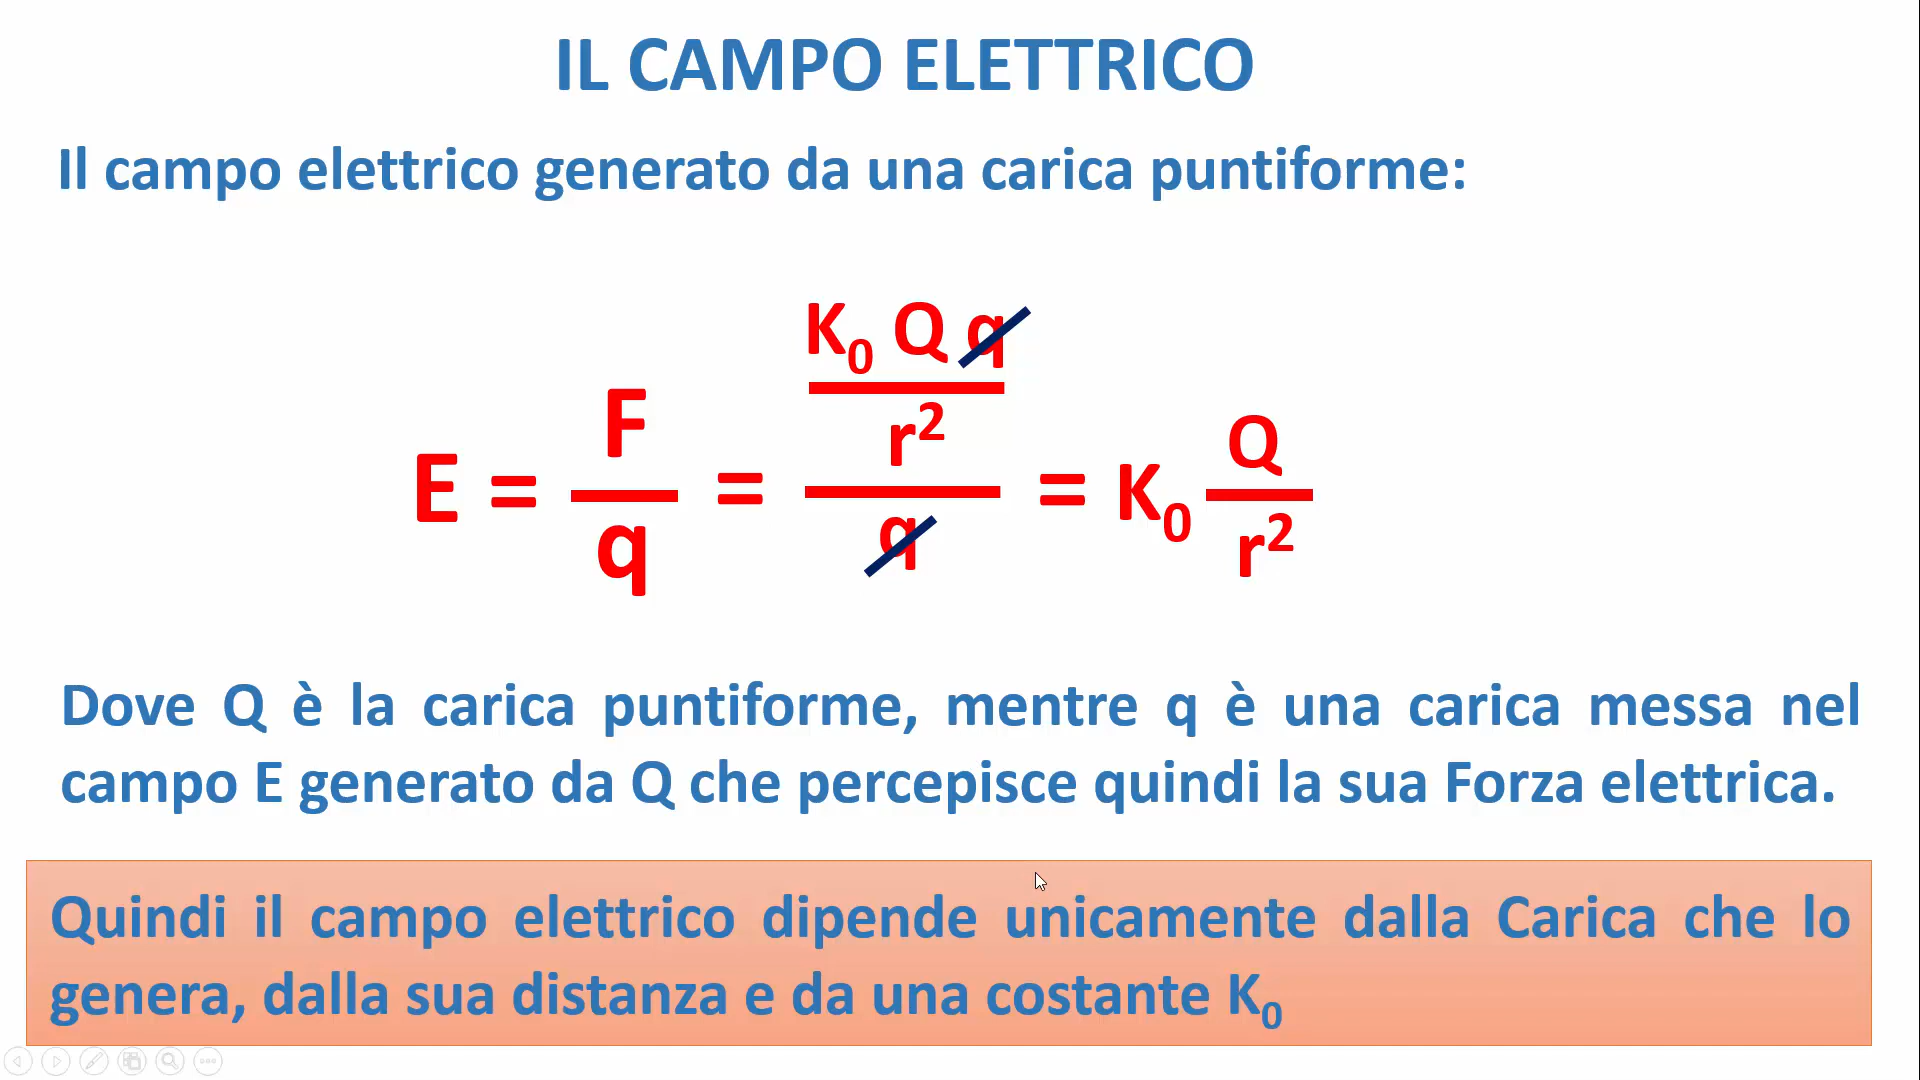 IL CAMPO ELETTRICO
Il campo elettrico generato da una carica puntiforme:
E = F/q = (K₀ Q q / r²) / q = K₀ Q/r²
Dove Q è la carica puntiforme, mentre q è una carica messa nel
campo E generato da Q che percepisce quindi la sua Forza elettrica.
Quindi il campo elettrico dipende unicamente dalla Carica che lo
genera, dalla sua distanza e da una costante K₀